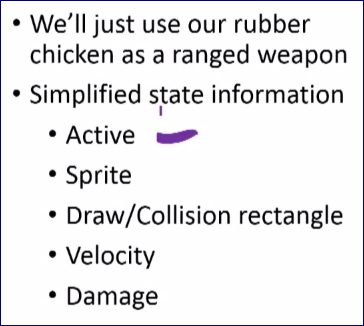 • We'll just use our rubber
chicken as a ranged weapon
• Simplified state information
• Active
• Sprite
• Draw/Collision rectangle
• Velocity
• Damage